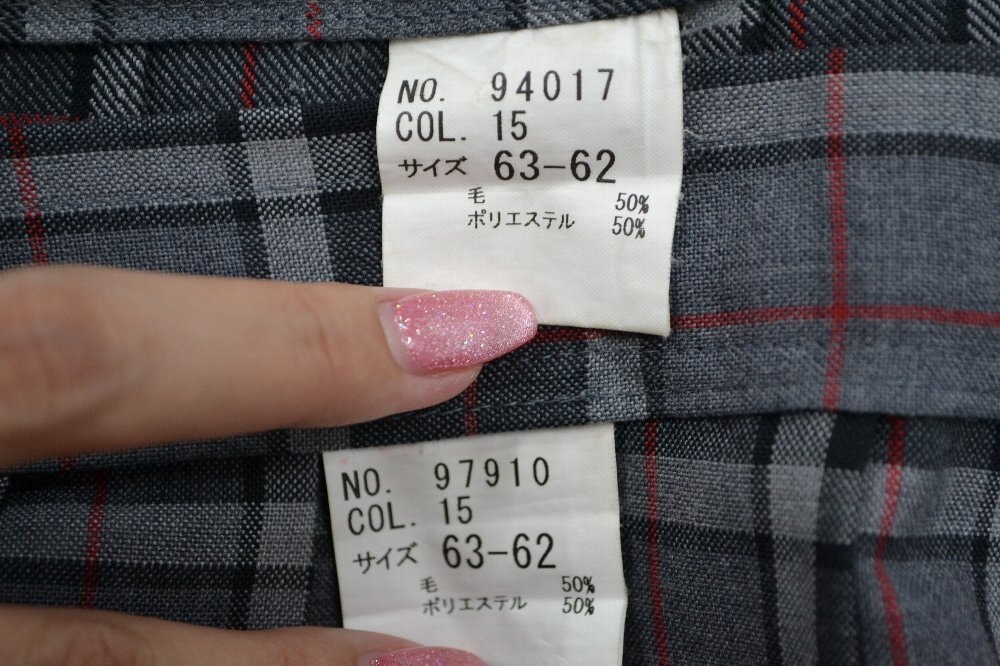 NO. 94017
COL. 15
サイズ 63-62
毛 50%
ポリエステル 50%
NO. 97910
COL. 15
サイズ 63-62
毛 50%
ポリエステル 50%